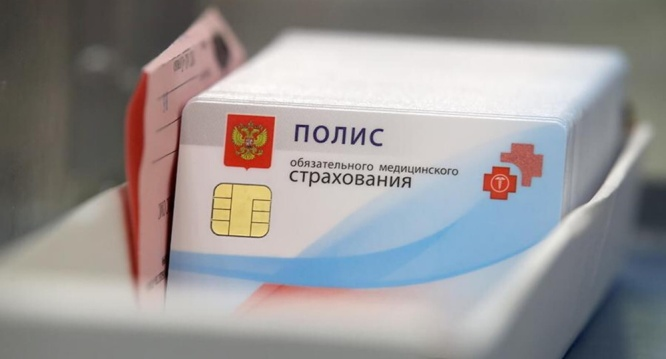 ПОЛИС
обязательного медицинского
страхования